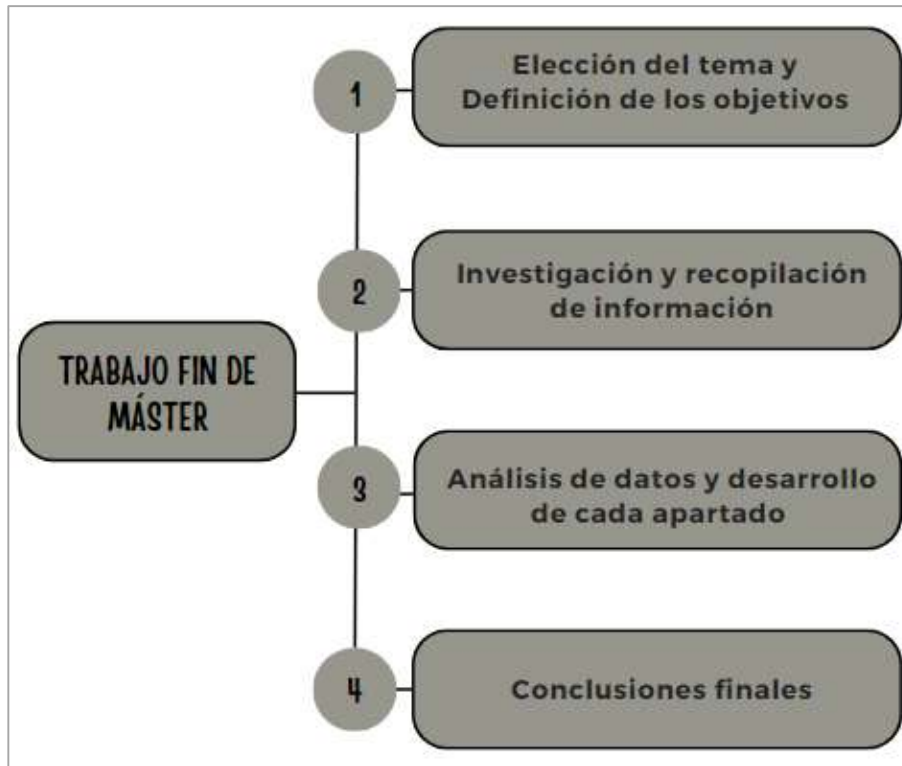 1
Elección del tema y
Definición de los objetivos
2
Investigación y recopilación
de información
TRABAJO FIN DE
MÁSTER
3
Análisis de datos y desarrollo
de cada apartado
4
Conclusiones finales